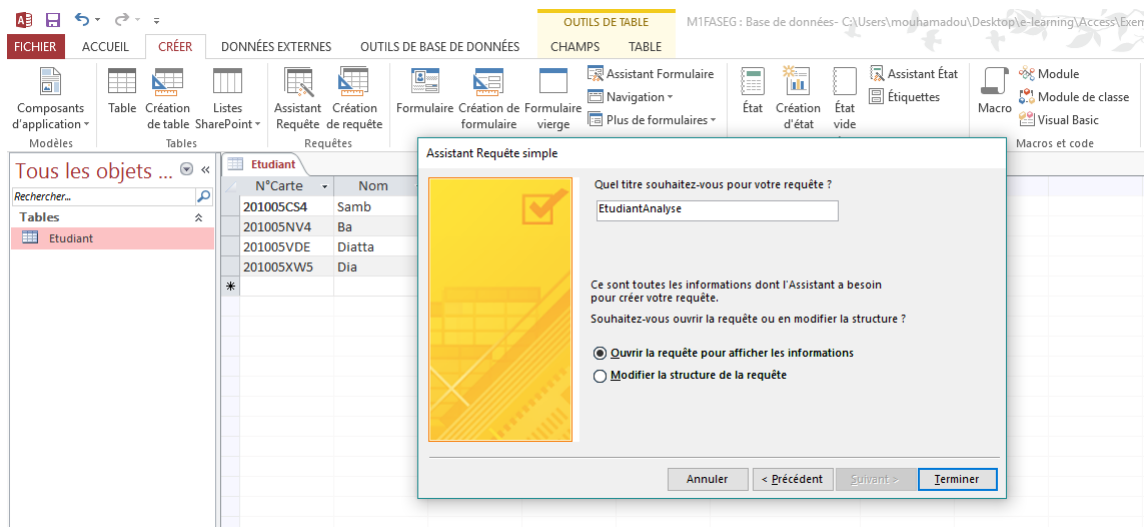 OUTILS DE TABLE
M1FASEG : Base de données- C:\Users\mouhamadou\Desktop\e-learning\Access\Exem
FICHIER ACCUEIL CRÉER DONNÉES EXTERNES OUTILS DE BASE DE DONNÉES CHAMPS TABLE
Composants d'application
Table
Création de table
Listes SharePoint
Assistant Requête
Création de requête
Formulaire
Création de formulaire
Formulaire vierge
Assistant Formulaire
Navigation
Plus de formulaires
État
Création d'état
État vide
Assistant État
Étiquettes
Macro
Module
Module de classe
Visual Basic
Modèles
Tables
Requêtes
Macros et code
Tous les objets ...
Rechercher...
Tables
Etudiant
Etudiant
N°Carte Nom
201005CS4 Samb
201005NV4 Ba
201005VDE Diatta
201005XW5 Dia
Assistant Requête simple
Quel titre souhaitez-vous pour votre requête ?
EtudiantAnalyse
Ce sont toutes les informations dont l'Assistant a besoin
pour créer votre requête.
Souhaitez-vous ouvrir la requête ou en modifier la structure ?
Ouvrir la requête pour afficher les informations
Modifier la structure de la requête
Annuler < Précédent Suivant > Terminer